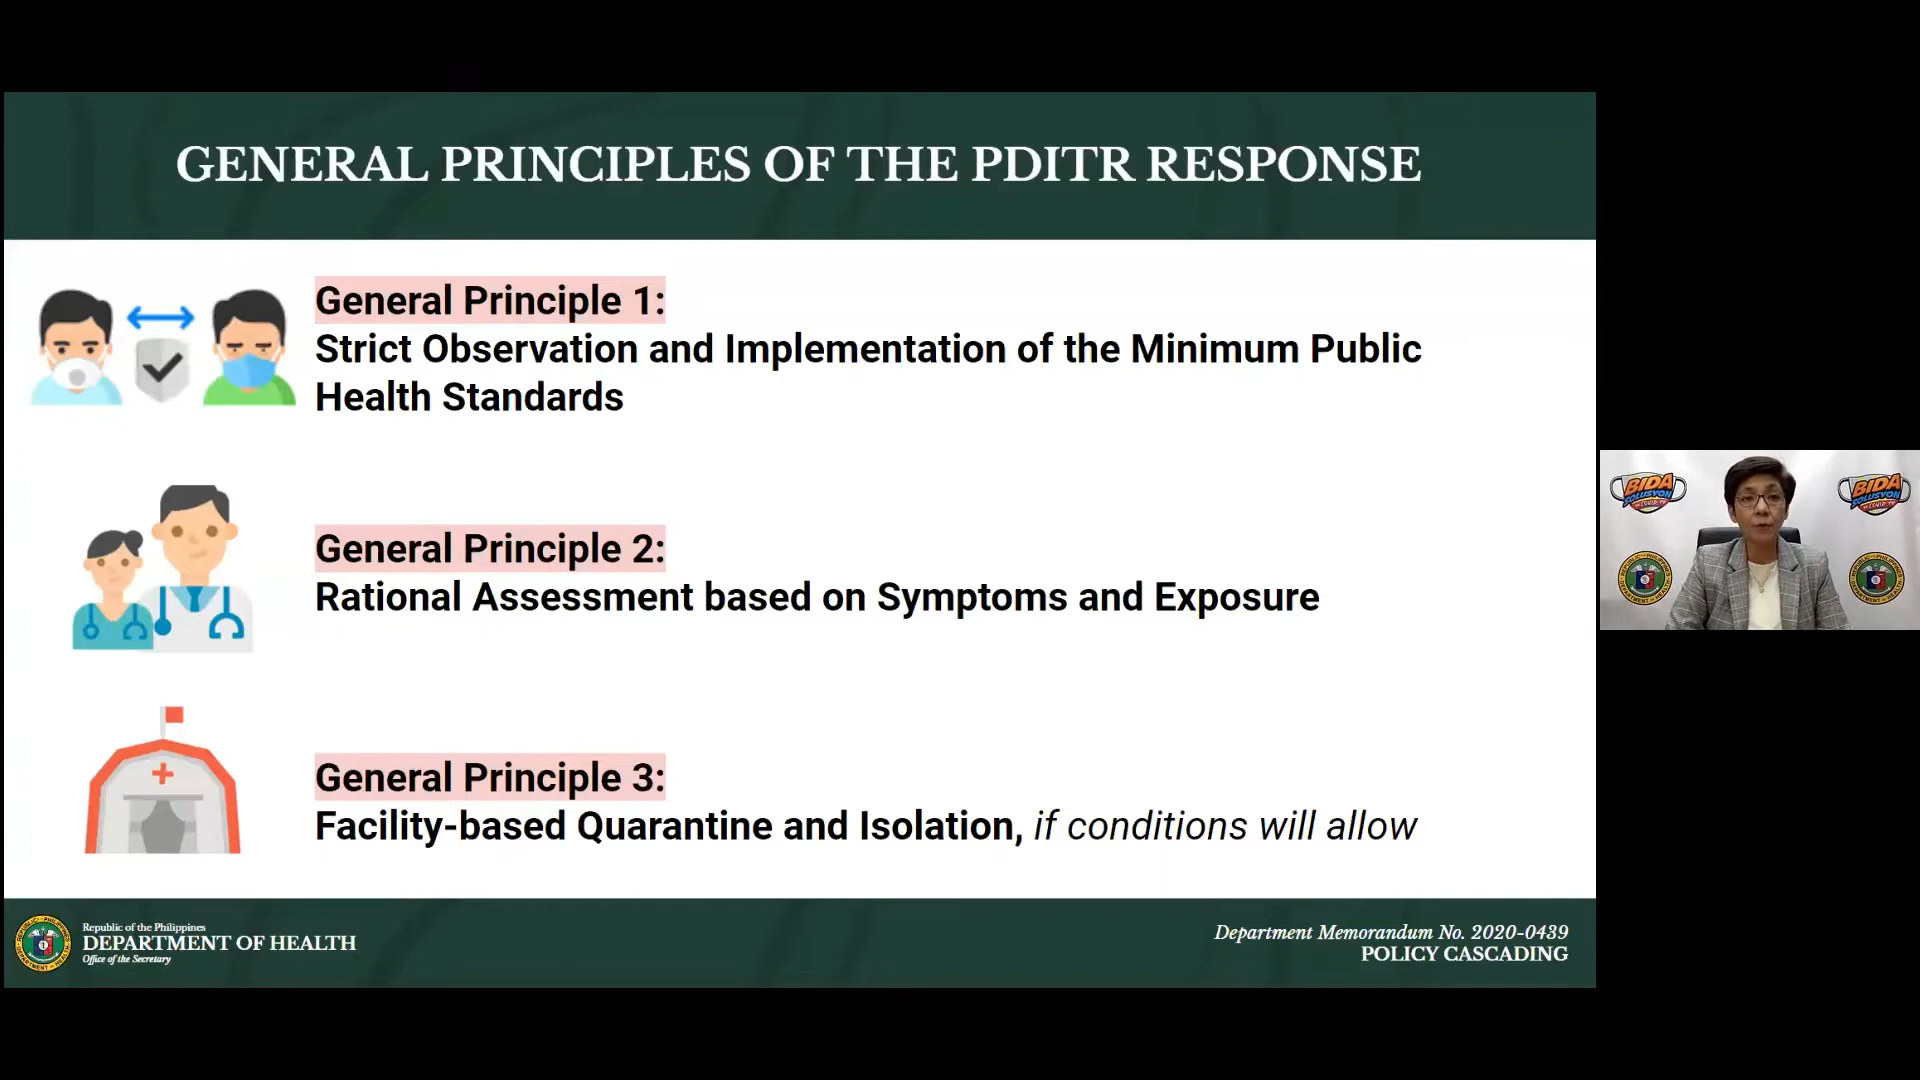 GENERAL PRINCIPLES OF THE PDITR RESPONSE
General Principle 1:
Strict Observation and Implementation of the Minimum Public
Health Standards
General Principle 2:
Rational Assessment based on Symptoms and Exposure
General Principle 3:
Facility-based Quarantine and Isolation, if conditions will allow
Republic of the Philippines
DEPARTMENT OF HEALTH
Office of the Secretary
Department Memorandum No. 2020-0439
POLICY CASCADING
BIDA
SOLUSYON
BIDA
SOLUSYON